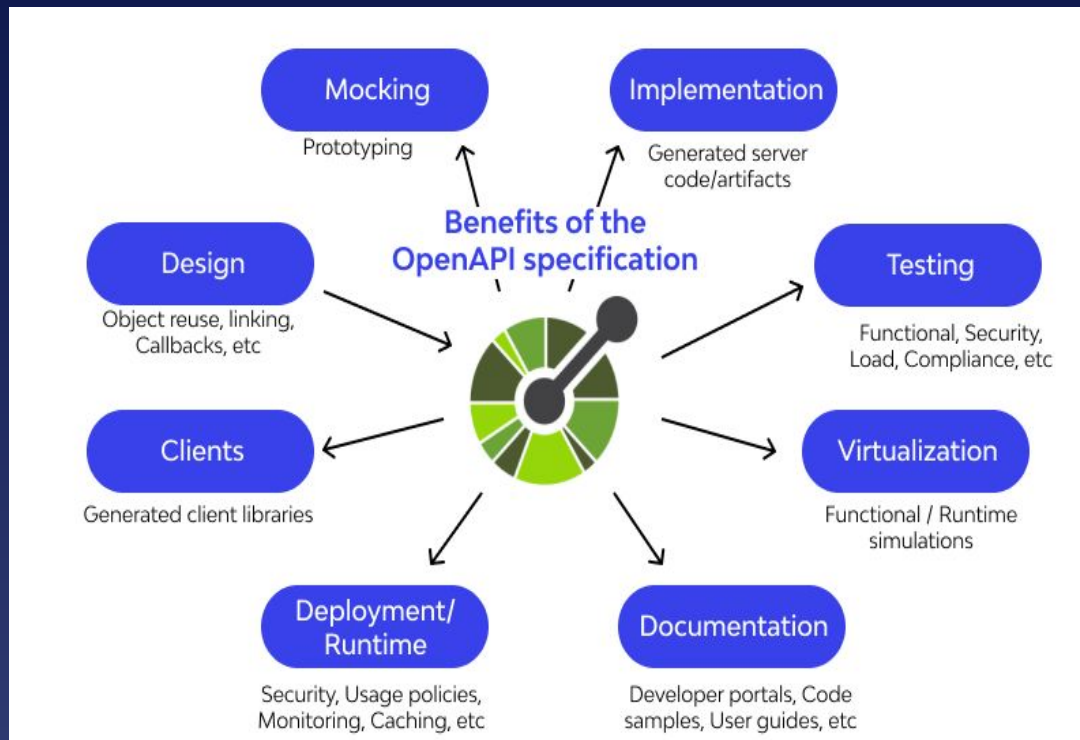 Mocking
Prototyping
Implementation
Generated server
code/artifacts
Benefits of the
OpenAPI specification
Design
Object reuse, linking,
Callbacks, etc
Testing
Functional, Security,
Load, Compliance, etc
Clients
Generated client libraries
Virtualization
Functional / Runtime
simulations
Deployment/
Runtime
Security, Usage policies,
Monitoring, Caching, etc
Documentation
Developer portals, Code
samples, User guides, etc